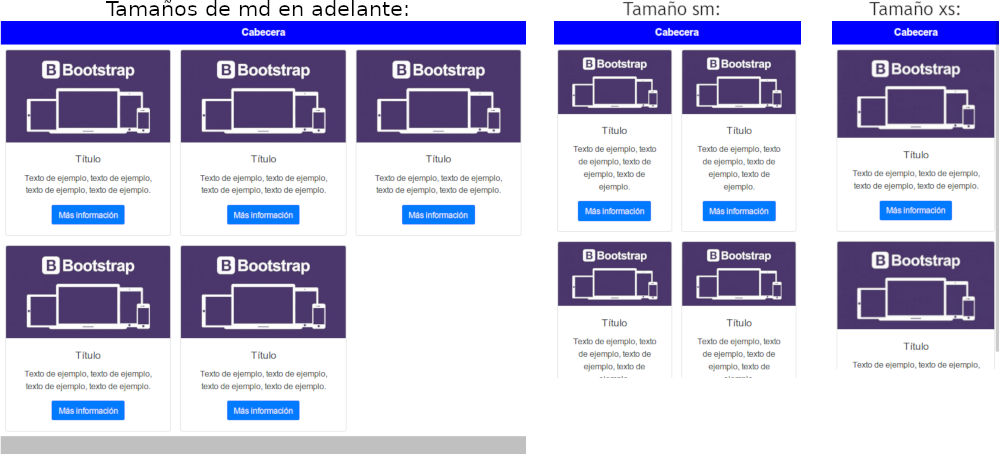 Tamaños de md en adelante:
Cabecera
B Bootstrap
B Bootstrap
B Bootstrap
Título
Título
Título
Texto de ejemplo, texto de ejemplo,
texto de ejemplo, texto de ejemplo.
Texto de ejemplo, texto de ejemplo,
texto de ejemplo, texto de ejemplo.
Texto de ejemplo, texto de ejemplo,
texto de ejemplo, texto de ejemplo.
Más información
Más información
Más información
B Bootstrap
B Bootstrap
Título
Título
Texto de ejemplo, texto de ejemplo,
texto de ejemplo, texto de ejemplo.
Texto de ejemplo, texto de ejemplo,
texto de ejemplo, texto de ejemplo.
Más información
Más información
Tamaño sm:
Cabecera
B Bootstrap
B Bootstrap
Título
Título
Texto de ejemplo, texto
de ejemplo, texto de
ejemplo, texto de
ejemplo.
Texto de ejemplo, texto
de ejemplo, texto de
ejemplo, texto de
ejemplo.
Más información
Más información
B Bootstrap
B Bootstrap
Título
Título
Texto de ejemplo, texto
de ejemplo, texto de
ejemplo, texto de
Texto de ejemplo, texto
de ejemplo, texto de
ejemplo, texto de
Tamaño xs:
Cabecera
B Bootstrap
Título
Texto de ejemplo, texto de ejemplo,
texto de ejemplo, texto de ejemplo.
Más información
B Bootstrap
Título
Texto de ejemplo, texto de ejemplo,